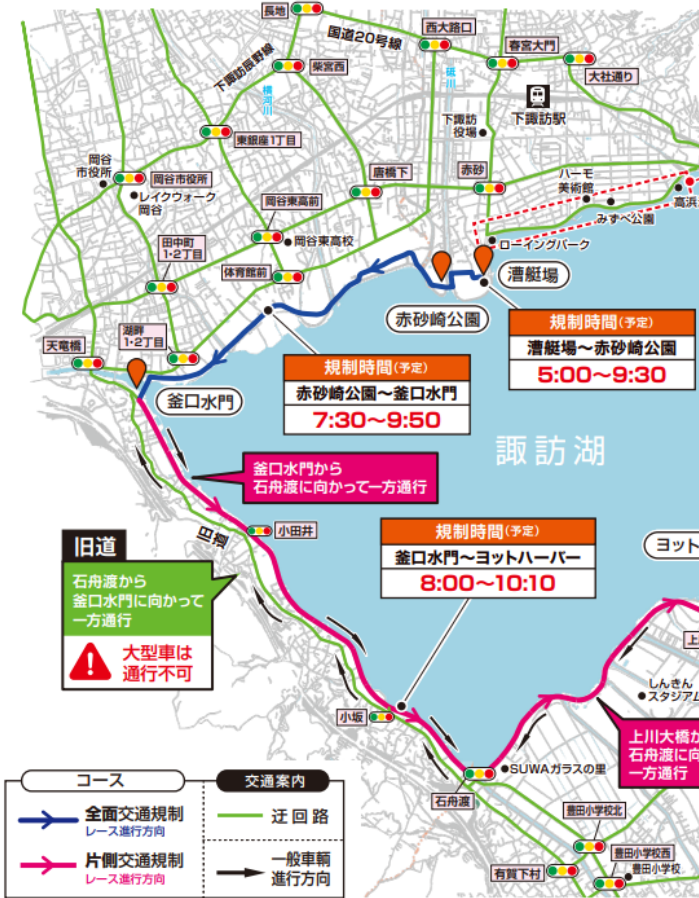 長地
国道20号線
西大路口
春宮大門
大社通り
下諏訪辰野線
柴宮西
横河川
砥川
下諏訪
役場
下諏訪駅
東銀座1丁目
岡谷
市役所
岡谷市役所
レイクウォーク
岡谷
唐橋下
赤砂
ハーモ
美術館
高浜
みずべ公園
岡谷東高前
岡谷東高校
ローイングパーク
田中町
1・2丁目
体育館前
漕艇場
赤砂崎公園
規制時間(予定)
漕艇場～赤砂崎公園
5:00～9:30
天竜橋
湖畔
1・2丁目
規制時間(予定)
赤砂崎公園～釜口水門
7:30～9:50
釜口水門
諏訪湖
釜口水門から
石舟渡に向かって一方通行
小田井
旧道
旧道
石舟渡から
釜口水門に向かって
一方通行
大型車は
通行不可
規制時間(予定)
釜口水門～ヨットハーバー
8:00～10:10
ヨット
上
しんきん
スタジアム
小坂
上川大橋か
石舟渡に向
一方通行
SUWAガラスの里
石舟渡
豊田小学校北
豊田小学校西
豊田小学校
有賀下村
コース
全面交通規制
レース進行方向
片側交通規制
レース進行方向
交通案内
迂回路
一般車輌
進行方向